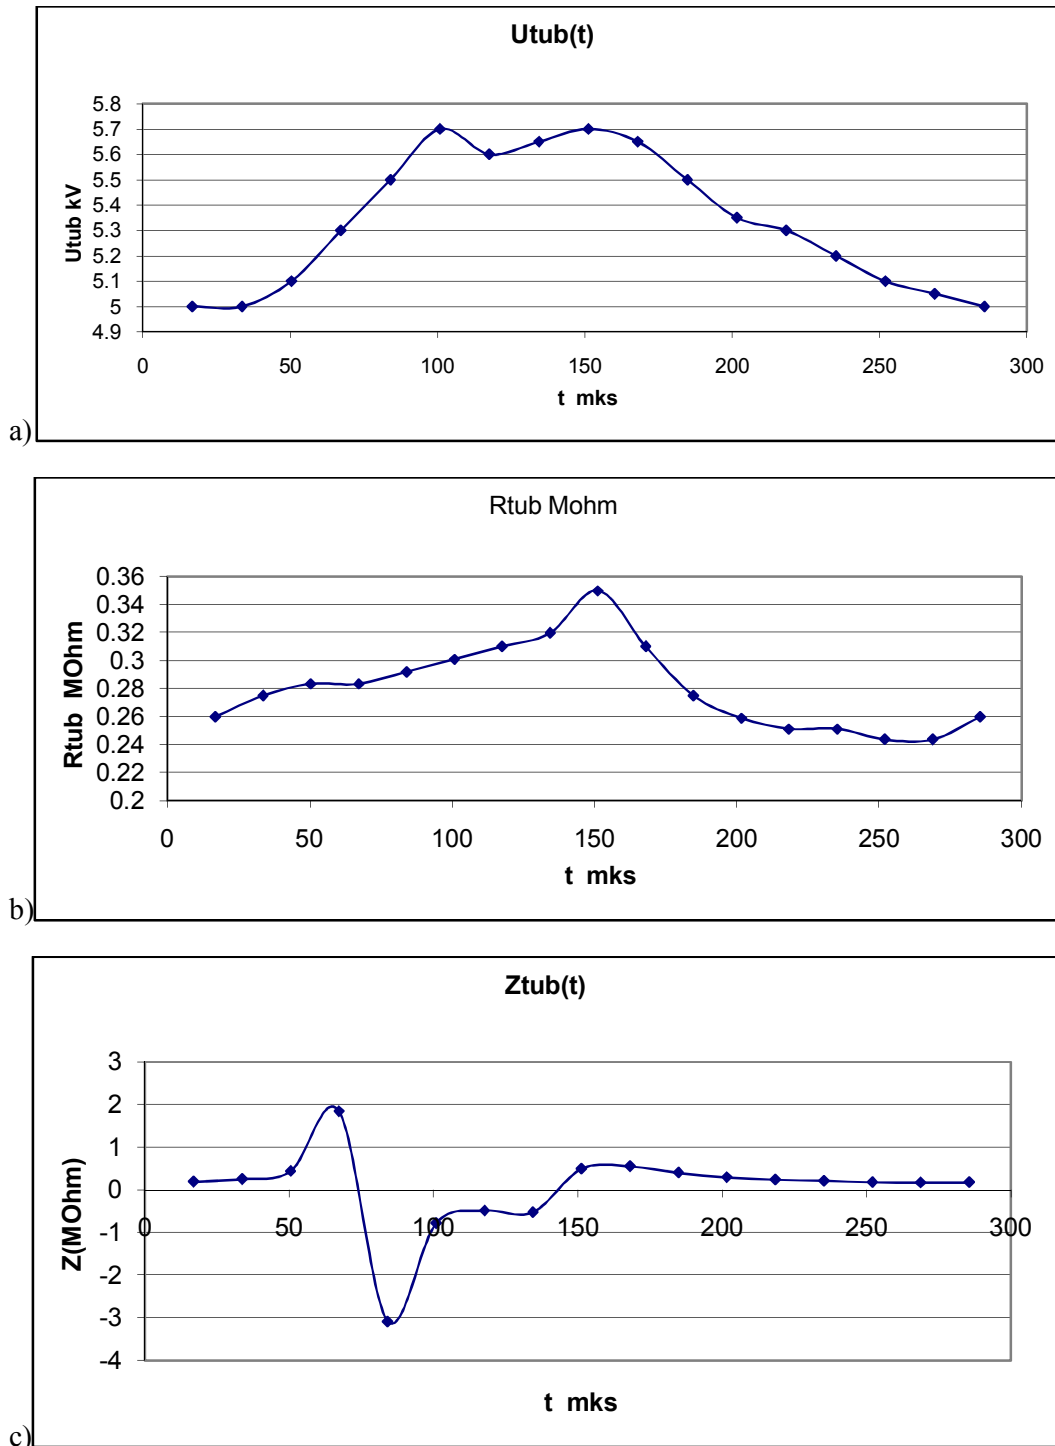 Utub(t)
5.8
5.7
5.6
5.5
5.4
5.3
5.2
5.1
5
4.9
Utub kV
0 50 100 150 200 250 300
t mks
a)
Rtub Mohm
0.36
0.34
0.32
0.3
0.28
0.26
0.24
0.22
0.2
Rtub MOhm
0 50 100 150 200 250 300
t mks
b)
Ztub(t)
3
2
1
0
-1
-2
-3
-4
Z(MOhm)
0 50 100 150 200 250 300
t mks
c)